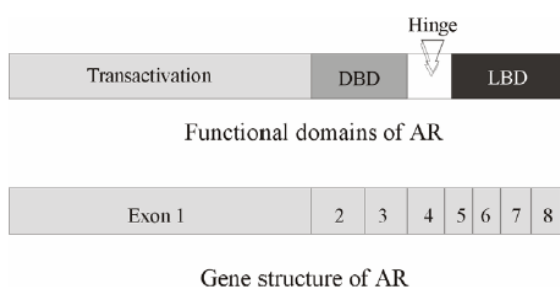 Hinge
Transactivation DBD LBD
Functional domains of AR
Exon 1 2 3 4 5 6 7 8
Gene structure of AR